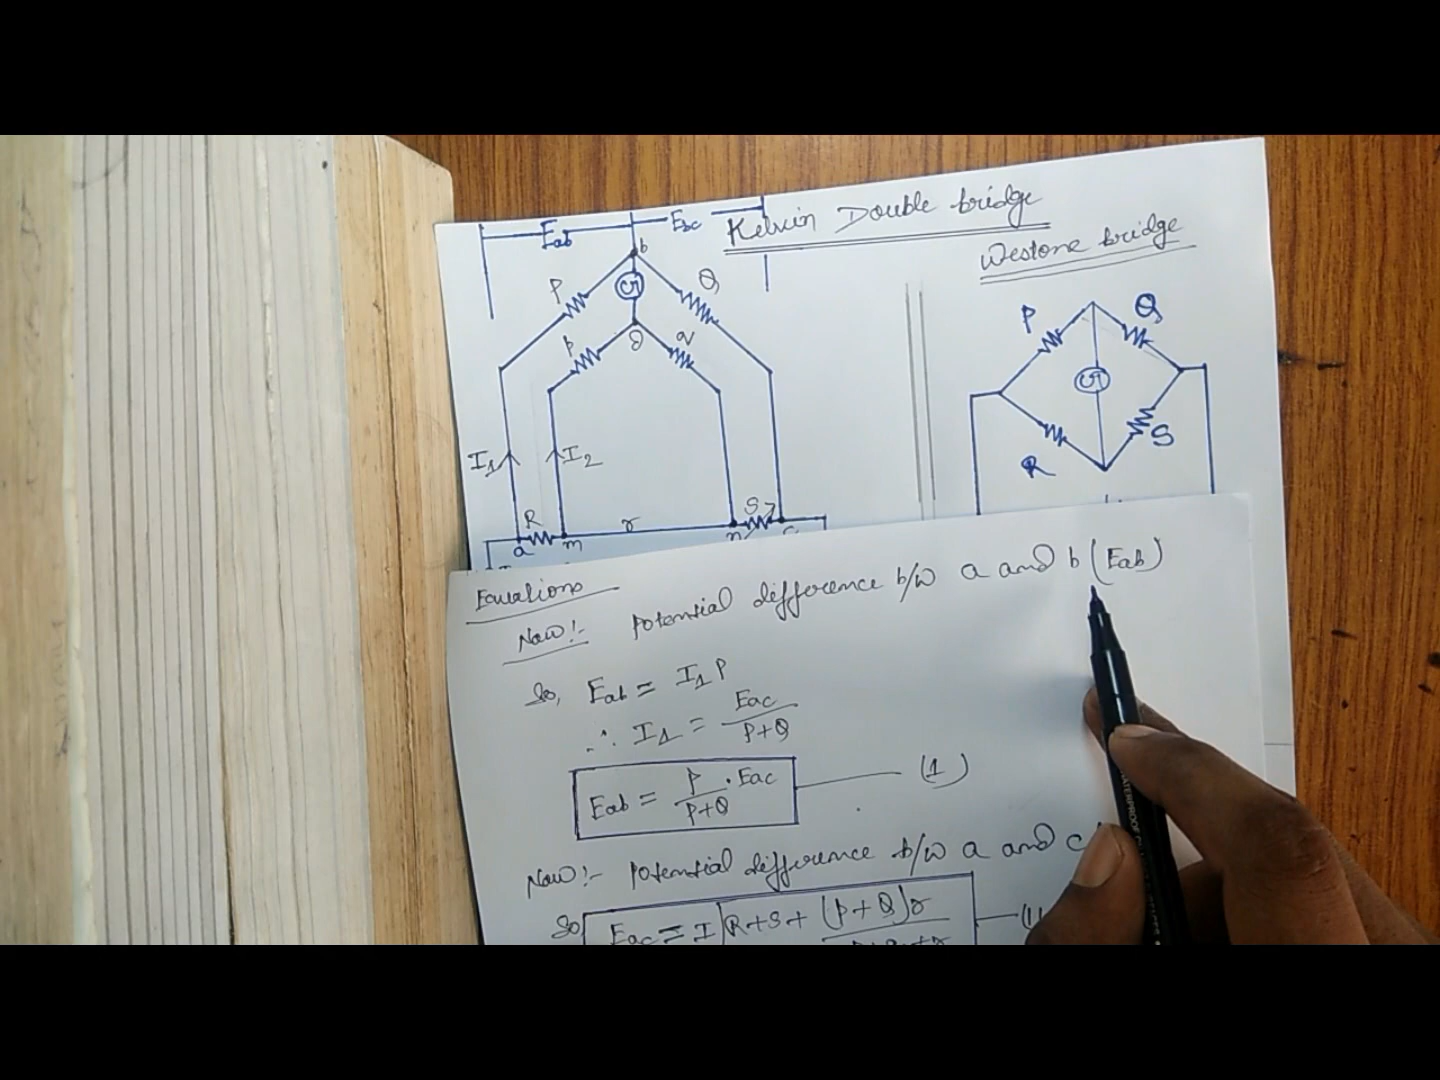 Kelvin Double bridge
Westone bridge
Eab
Ebc
b
G
P
Q
p
q
I1
I2
R
S
a
m
r
n
c
P
Q
G
R
S
Equations
Now:- Potential difference b/w a and b (Eab)
So, Eab = I1 P
∴ I1 = Eac / P+Q
Eab = P / P+Q . Eac (1)
Now:- Potential difference b/w a and c
So Eac = I R+S+ (P+Q)r
WATERPROOF